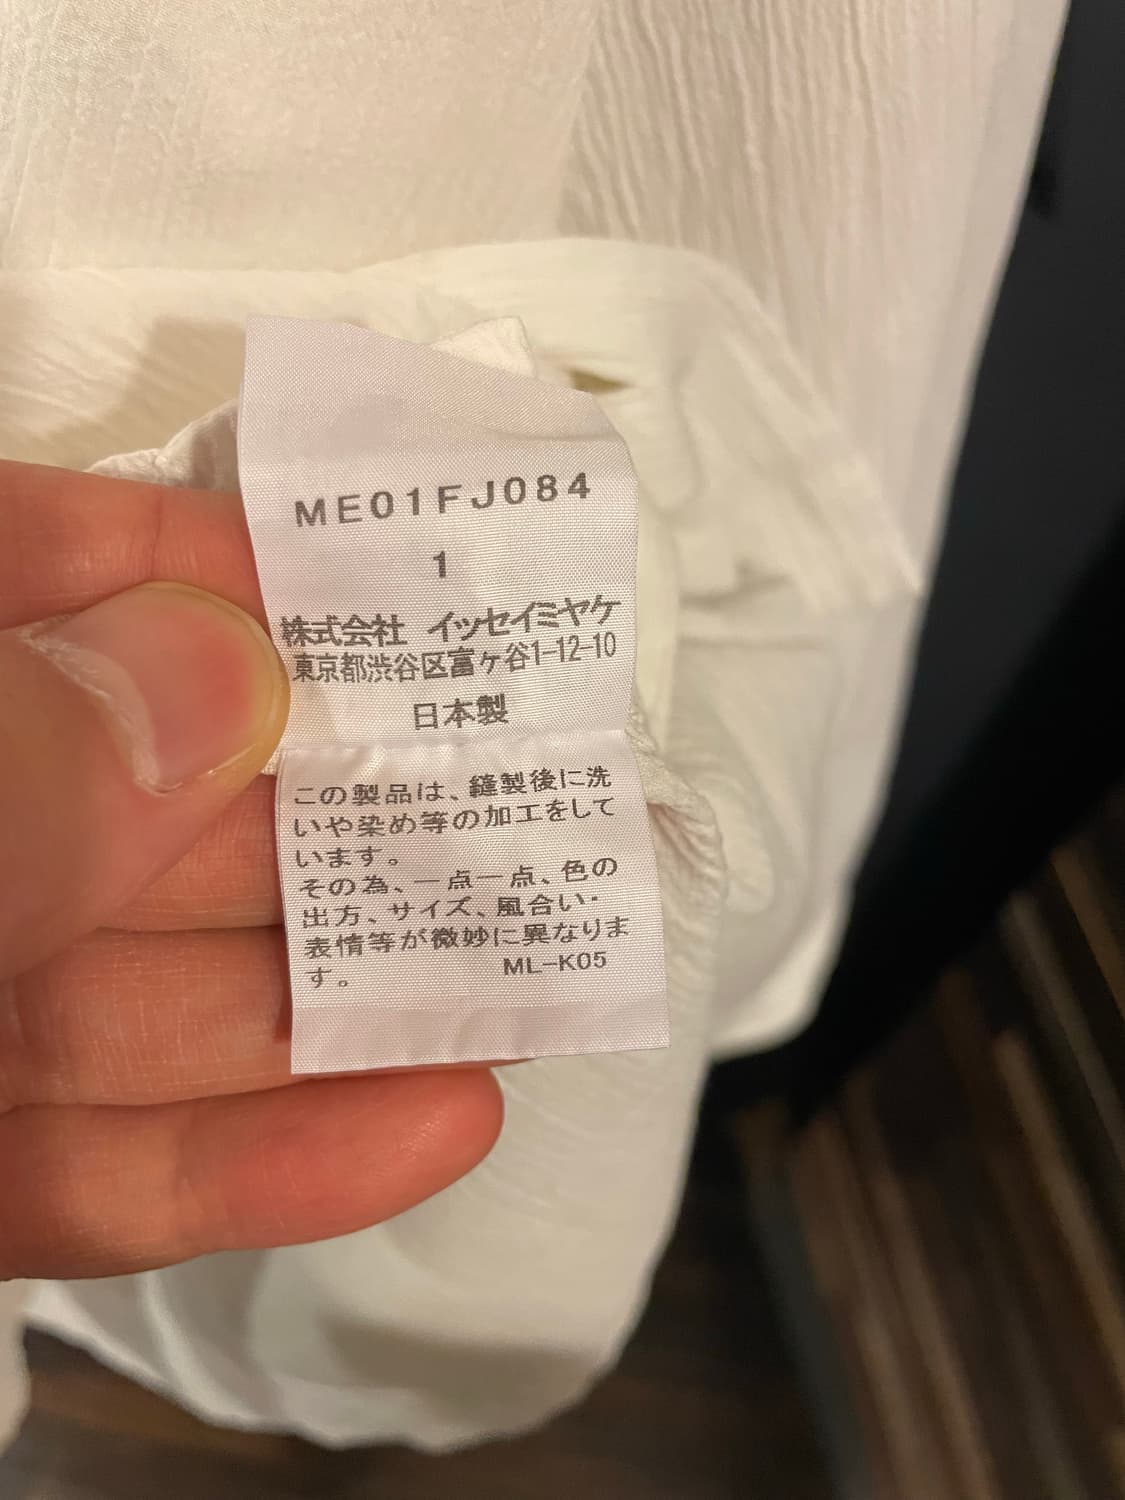 ME01FJ084
1
株式会社 イッセイミヤケ
東京都渋谷区富ヶ谷1-12-10
日本製
この製品は、縫製後に洗
いや染め等の加工をして
います。
その為、一点一点、色の
出方、サイズ、風合い・
表情等が微妙に異なりま
す。
ML-K05